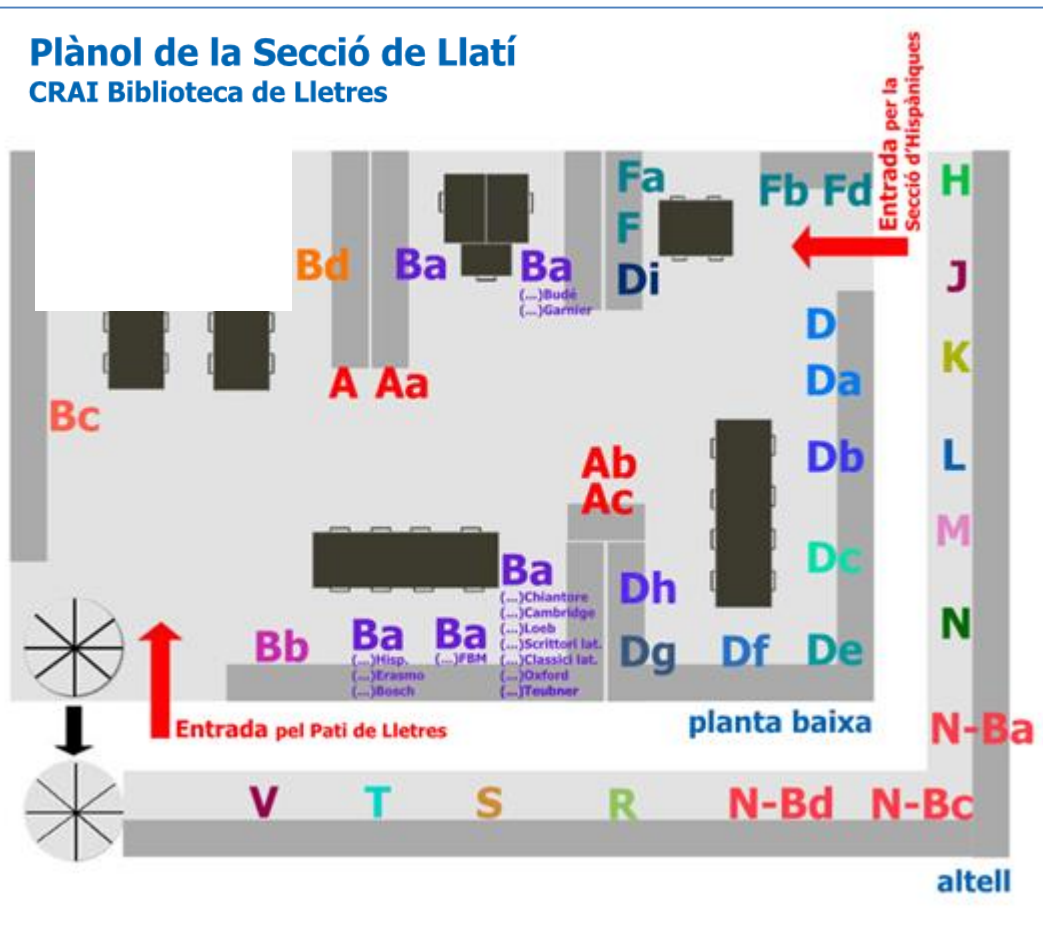 Plànol de la Secció de Llatí
CRAI Biblioteca de Lletres
Entrada per la
Secció d'Hispàniques
Fa
F
Di
Fb Fd
H
J
K
L
M
N
N-Ba
Bd
Ba
Ba
(...)Budé
(...)Garnier
D
Da
Db
Dc
De
A Aa
Bc
Ab
Ac
Dh
Dg
Df
Ba
(...)Chiantore
(...)Cambridge
(...)Loeb
(...)Scrittori lat.
(...)Classici lat.
(...)Oxford
(...)Teubner
Bb
Ba
(...)Hisp.
(...)Erasmo
(...)Bosch
Ba
(...)FBM
Entrada pel Pati de Lletres
planta baixa
V
T
S
R
N-Bd
N-Bc
altell